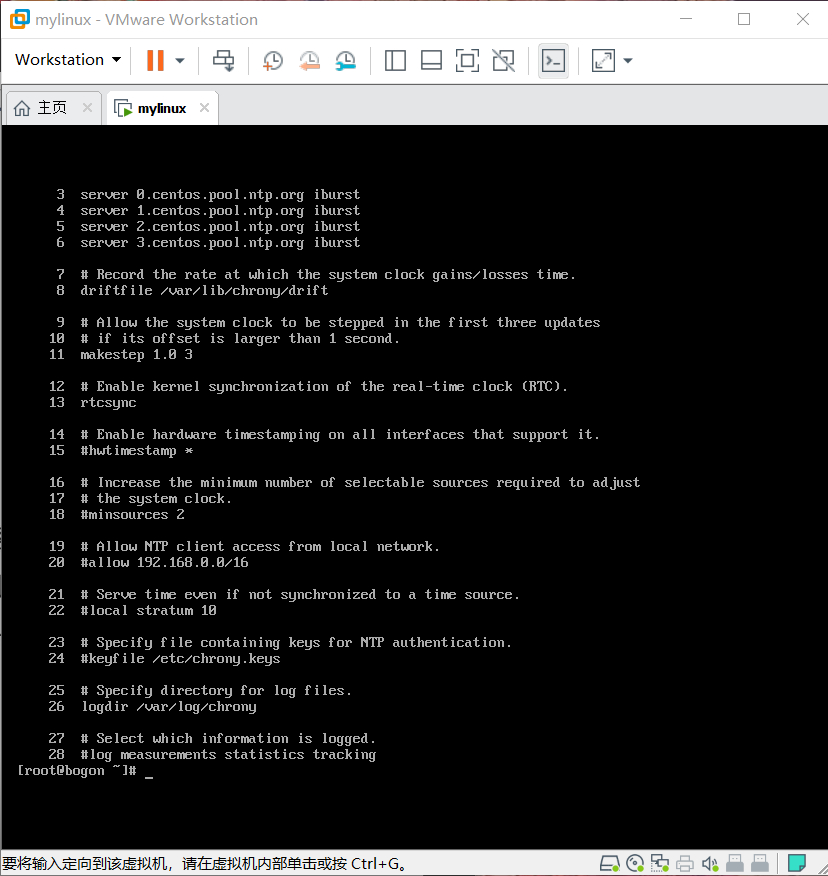 mylinux - VMware Workstation
Workstation
主页
mylinux
3 server 0.centos.pool.ntp.org iburst
4 server 1.centos.pool.ntp.org iburst
5 server 2.centos.pool.ntp.org iburst
6 server 3.centos.pool.ntp.org iburst
7 # Record the rate at which the system clock gains/losses time.
8 driftfile /var/lib/chrony/drift
9 # Allow the system clock to be stepped in the first three updates
10 # if its offset is larger than 1 second.
11 makestep 1.0 3
12 # Enable kernel synchronization of the real-time clock (RTC).
13 rtcsync
14 # Enable hardware timestamping on all interfaces that support it.
15 #hwtimestamp *
16 # Increase the minimum number of selectable sources required to adjust
17 # the system clock.
18 #minsources 2
19 # Allow NTP client access from local network.
20 #allow 192.168.0.0/16
21 # Serve time even if not synchronized to a time source.
22 #local stratum 10
23 # Specify file containing keys for NTP authentication.
24 #keyfile /etc/chrony.keys
25 # Specify directory for log files.
26 logdir /var/log/chrony
27 # Select which information is logged.
28 #log measurements statistics tracking
[root@bogon ~]# _
要将输入定向到该虚拟机，请在虚拟机内部单击或按 Ctrl+G。